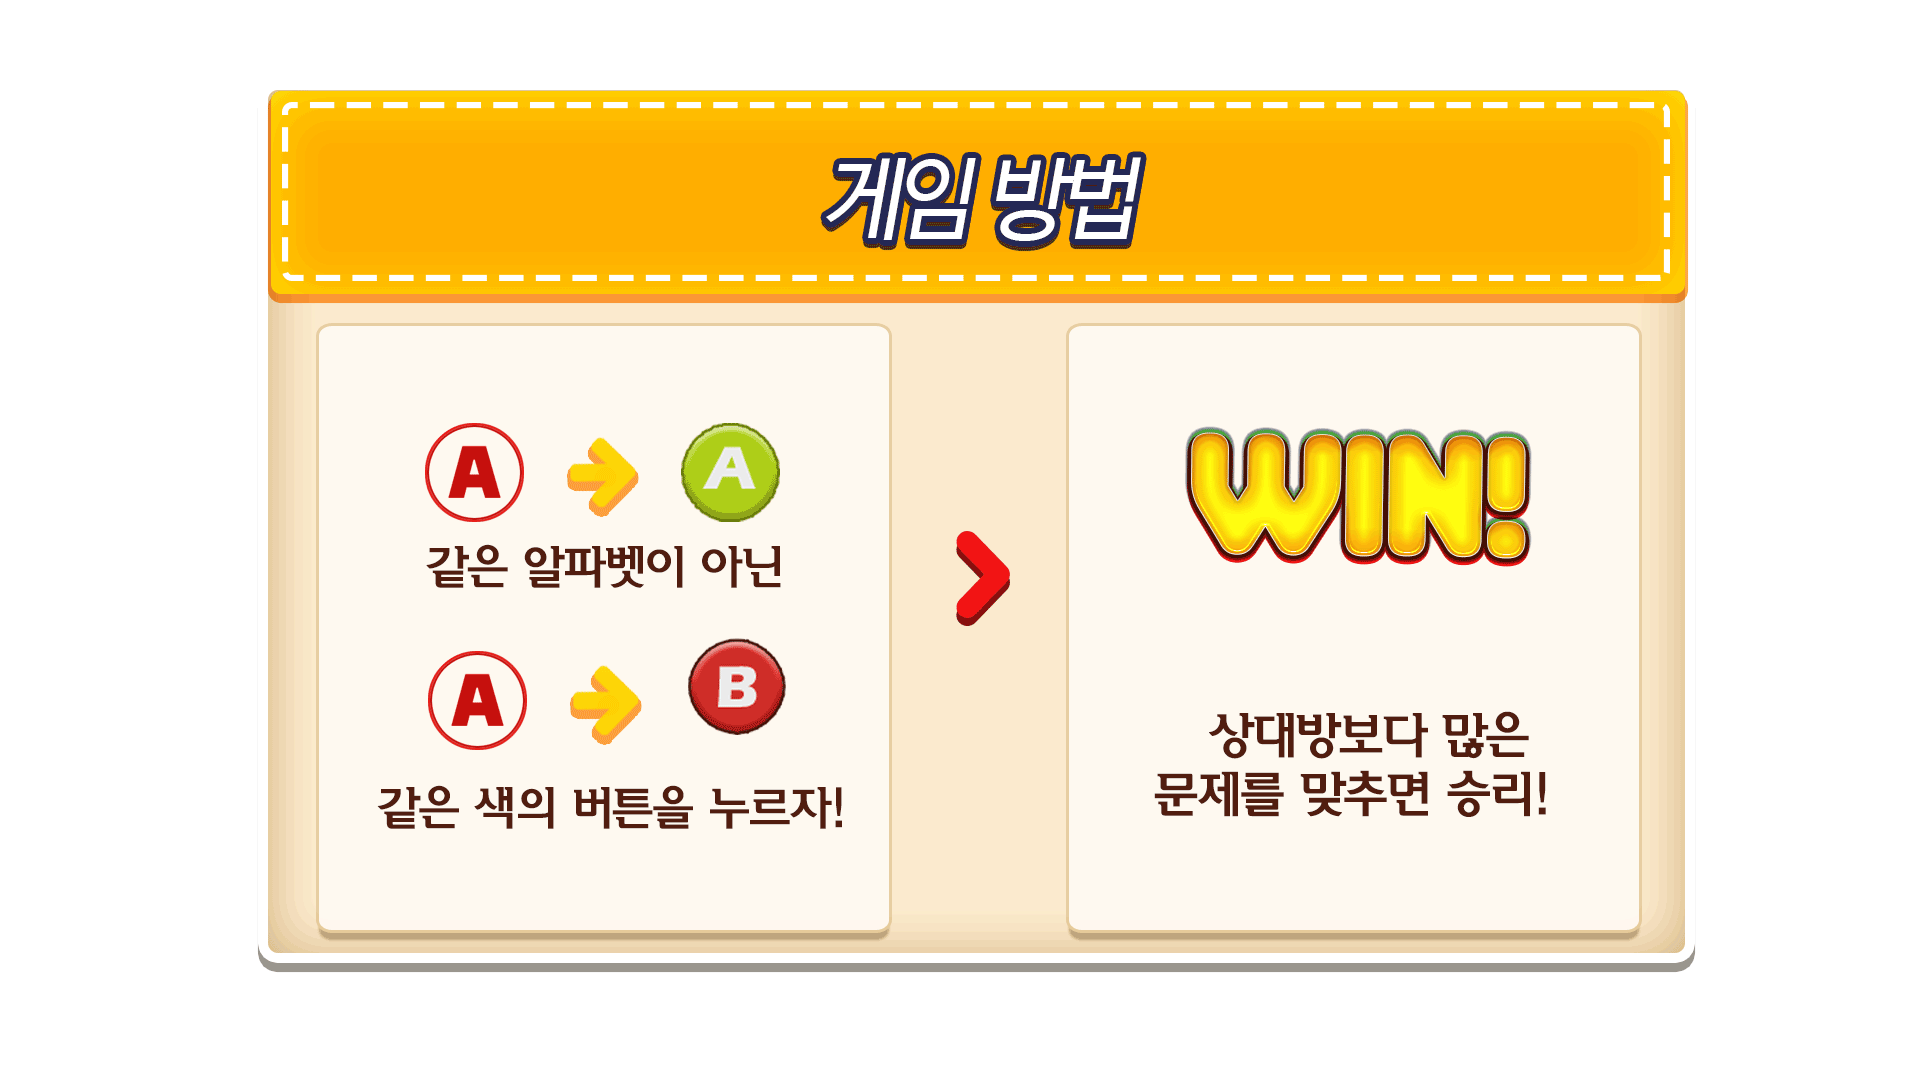 게임 방법
A A
같은 알파벳이 아닌
A B
같은 색의 버튼을 누르자!
WIN!
상대방보다 많은
문제를 맞추면 승리!